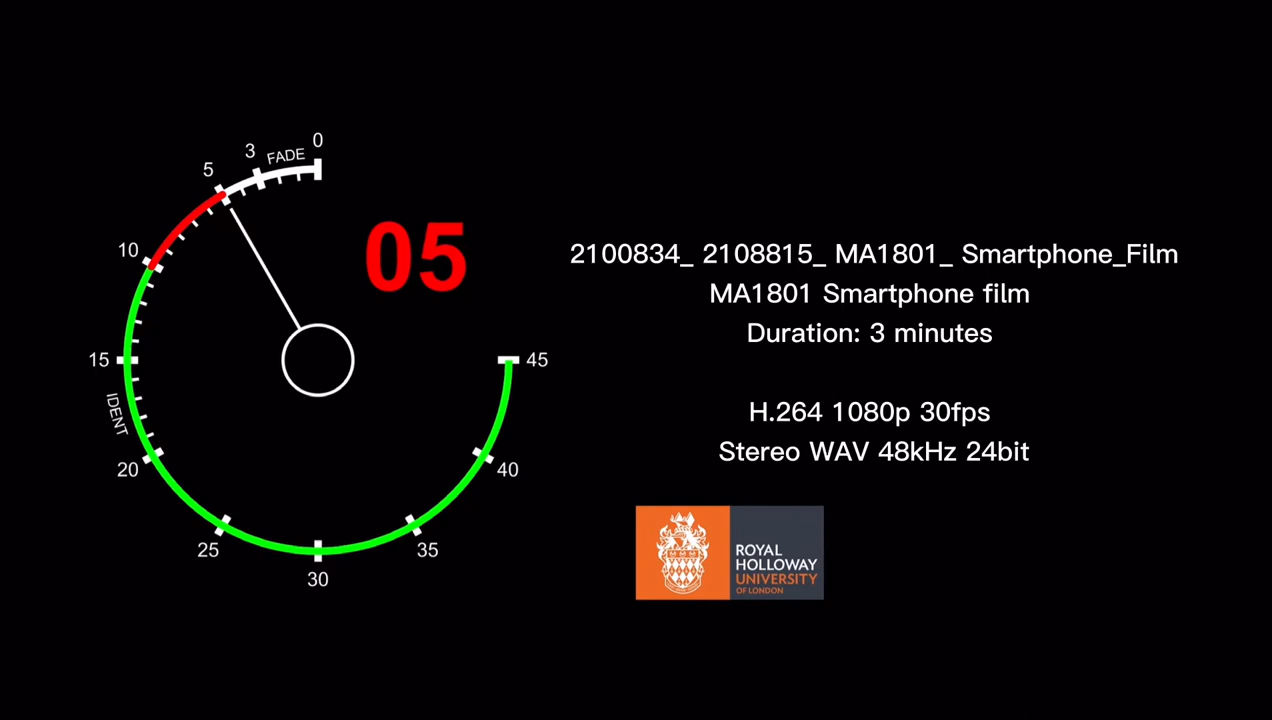 0
3
FADE
5
10
15
IDENT
20
25
30
35
40
45
05
2100834_ 2108815_ MA1801_ Smartphone_Film
MA1801 Smartphone film
Duration: 3 minutes
H.264 1080p 30fps
Stereo WAV 48kHz 24bit
ROYAL
HOLLOWAY
UNIVERSITY
OF LONDON